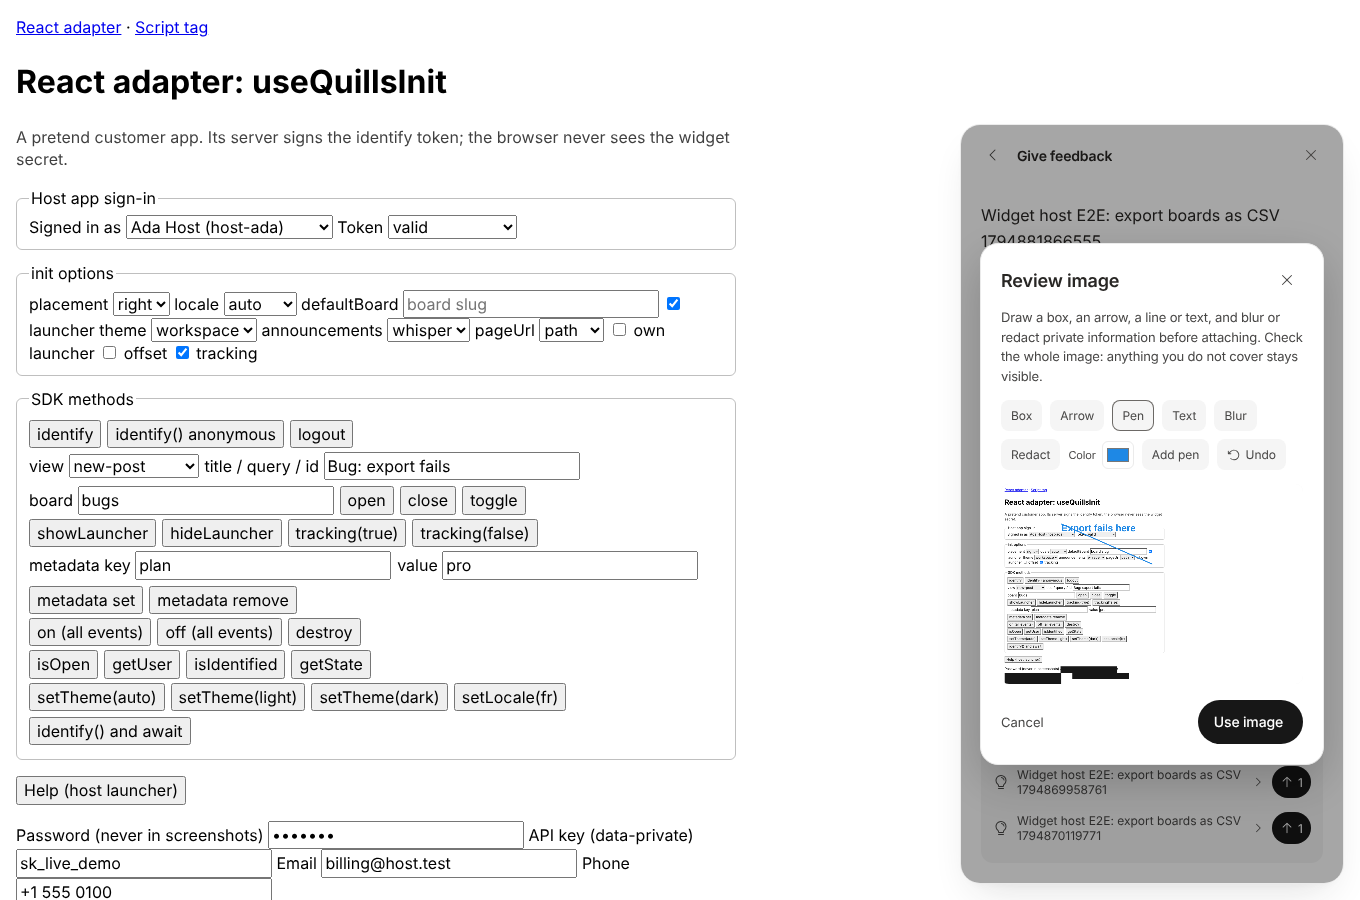 React adapter · Script tag
React adapter: useQuillsInit
A pretend customer app. Its server signs the identify token; the browser never sees the widget
secret.
Host app sign-in
Signed in as Ada Host (host-ada) Token valid
init options
placement right locale auto defaultBoard board slug
launcher theme workspace announcements whisper pageUrl path own
launcher offset tracking
SDK methods
identify identify() anonymous logout
view new-post title / query / id Bug: export fails
board bugs open close toggle
showLauncher hideLauncher tracking(true) tracking(false)
metadata key plan value pro
metadata set metadata remove
on (all events) off (all events) destroy
isOpen getUser isIdentified getState
setTheme(auto) setTheme(light) setTheme(dark) setLocale(fr)
identify() and await
Help (host launcher)
Password (never in screenshots) ••••••• API key (data-private)
sk_live_demo Email billing@host.test Phone
+1 555 0100
Give feedback
Widget host E2E: export boards as CSV
1794881866555
Review image
Draw a box, an arrow, a line or text, and blur or
redact private information before attaching. Check
the whole image: anything you do not cover stays
visible.
Box Arrow Pen Text Blur
Redact Color Add pen Undo
React adapter: useQuillsInit
Export fails here
Cancel Use image
Widget host E2E: export boards as CSV
1794869958761 1
Widget host E2E: export boards as CSV
1794870119771 1